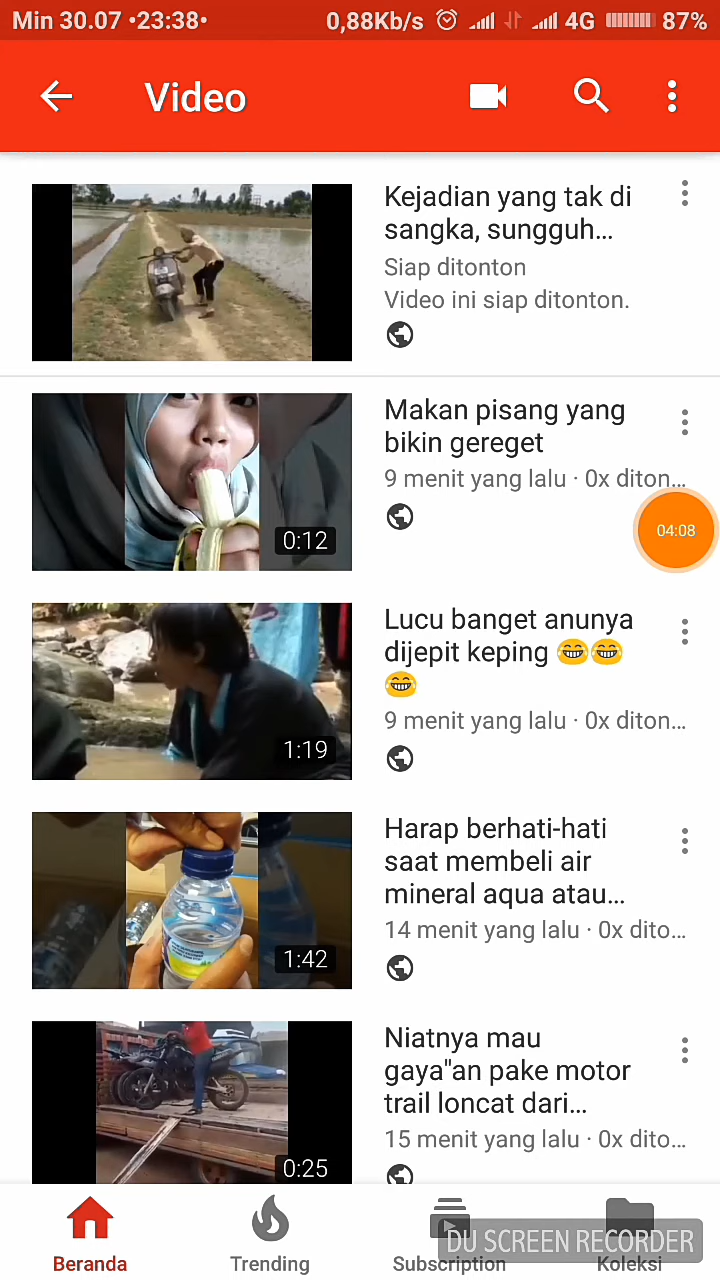 Min 30.07 •23:38• 0,88Kb/s 4G 87%
Video
Kejadian yang tak di
sangka, sungguh...
Siap ditonton
Video ini siap ditonton.
Makan pisang yang
bikin gereget
9 menit yang lalu · 0x diton...
0:12
04:08
Lucu banget anunya
dijepit keping 😂😂
😂
9 menit yang lalu · 0x diton...
1:19
Harap berhati-hati
saat membeli air
mineral aqua atau...
14 menit yang lalu · 0x dito...
1:42
Niatnya mau
gaya"an pake motor
trail loncat dari...
15 menit yang lalu · 0x dito...
0:25
DU SCREEN RECORDER
Beranda Trending Subscription Koleksi